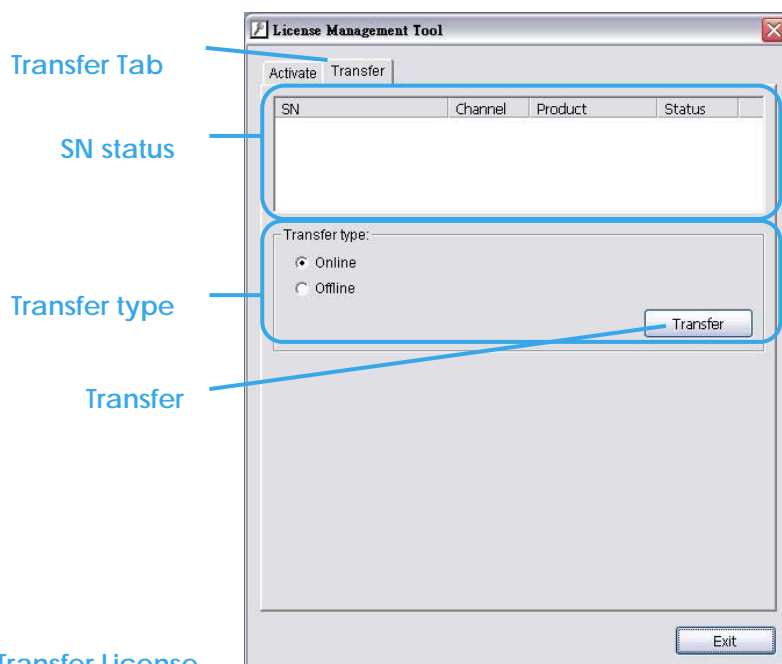 License Management Tool
Transfer Tab
Activate Transfer
SN Channel Product Status
SN status
Transfer type:
Online
Offline
Transfer type
Transfer
Transfer
Exit
Transfer License